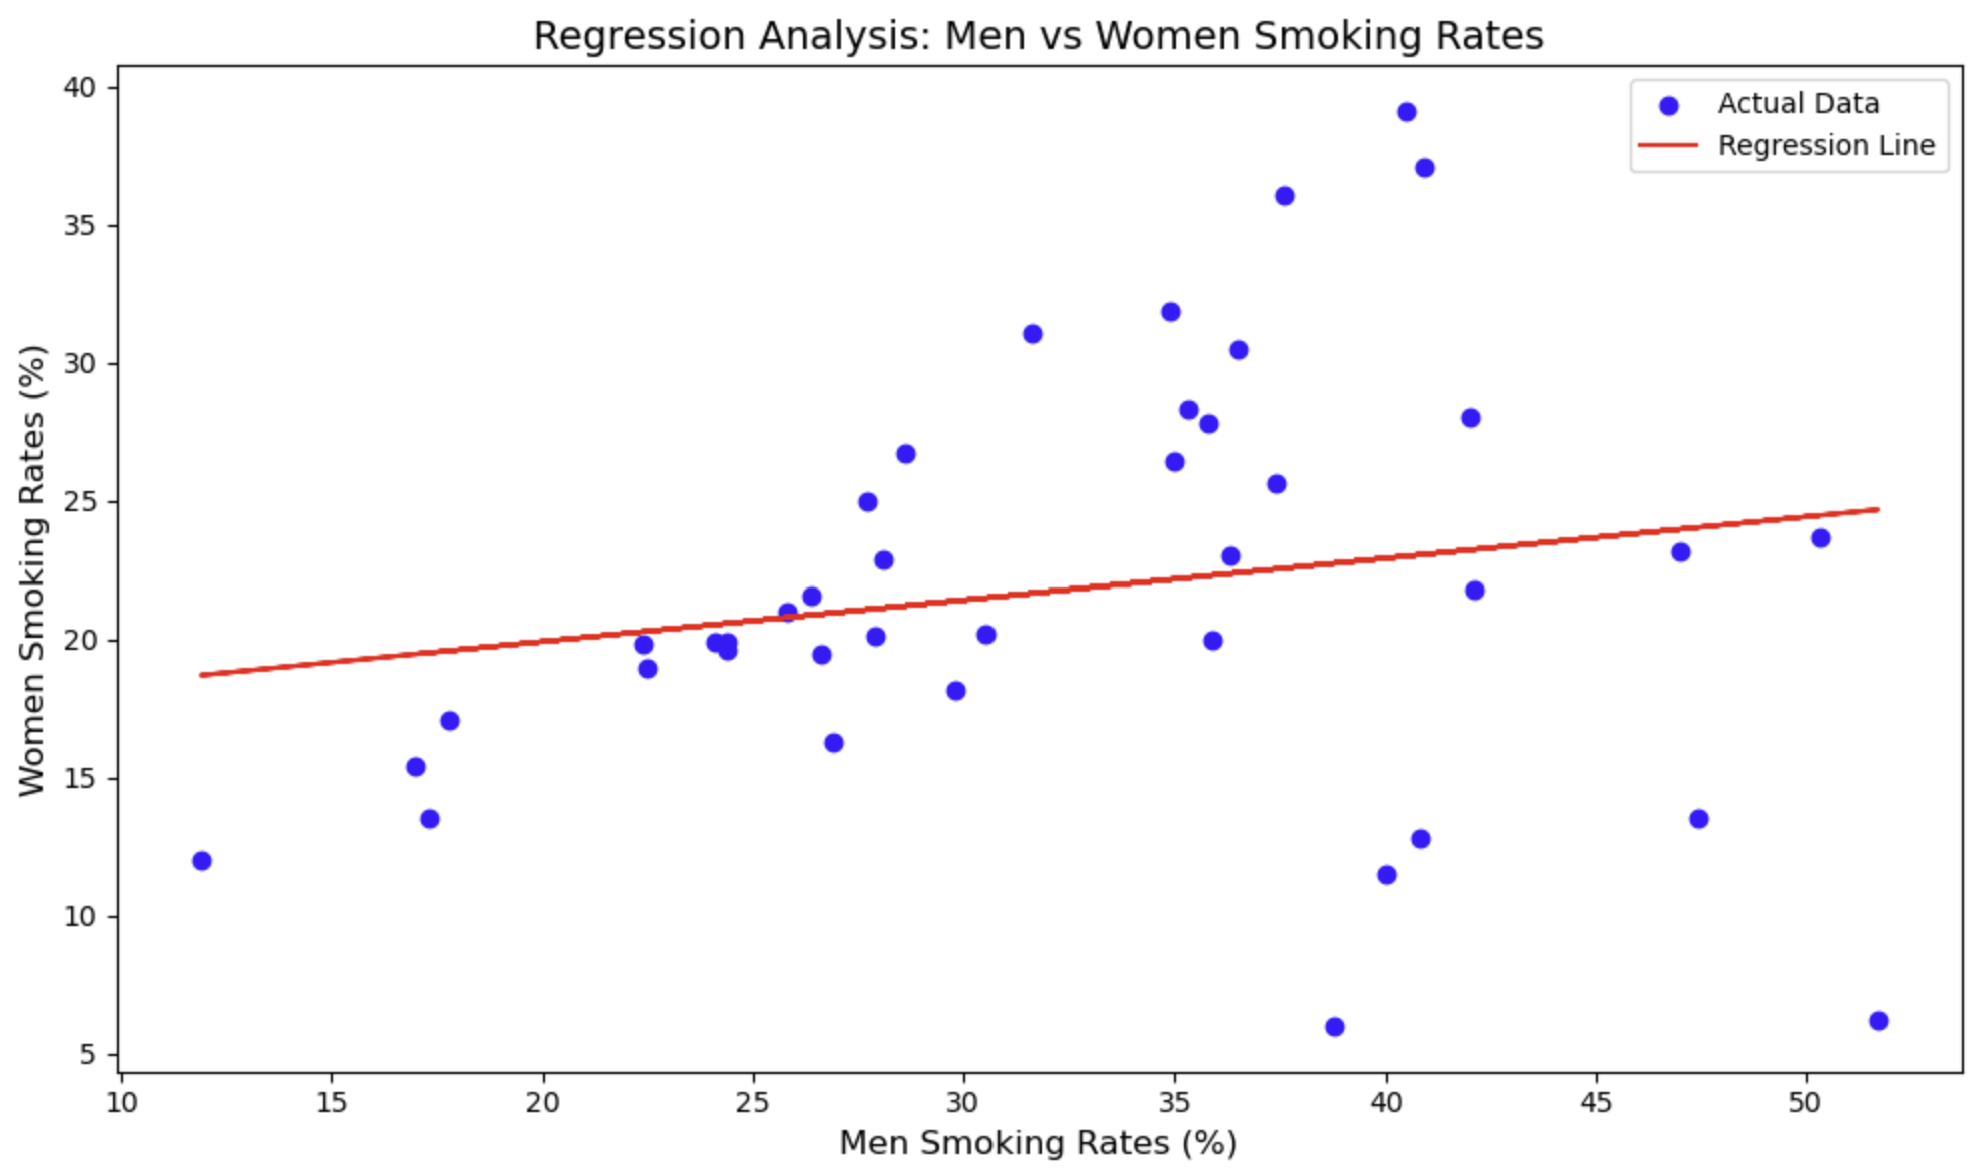 Regression Analysis: Men vs Women Smoking Rates
Actual Data
Regression Line
Women Smoking Rates (%)
40
35
30
25
20
15
10
5
10 15 20 25 30 35 40 45 50
Men Smoking Rates (%)